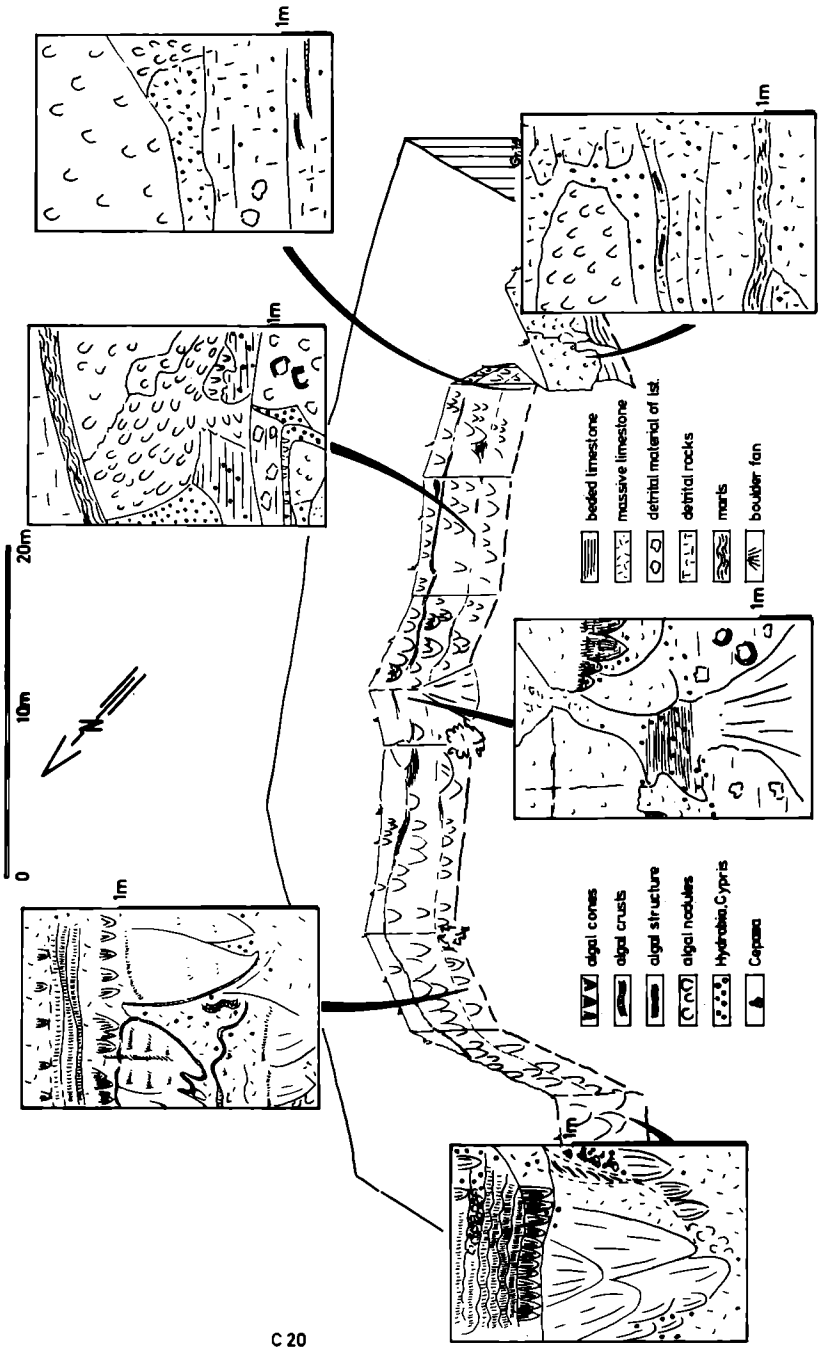 1m
1m
1m
0
10m
20m
N
1m
1m
1m
algal cones
algal crusts
algal structure
algal nodules
Hydrobia,Cypris
Cepaea
beded limestone
massive limestone
detrital material of lst.
detrital rocks
marls
boulder fan
C 20